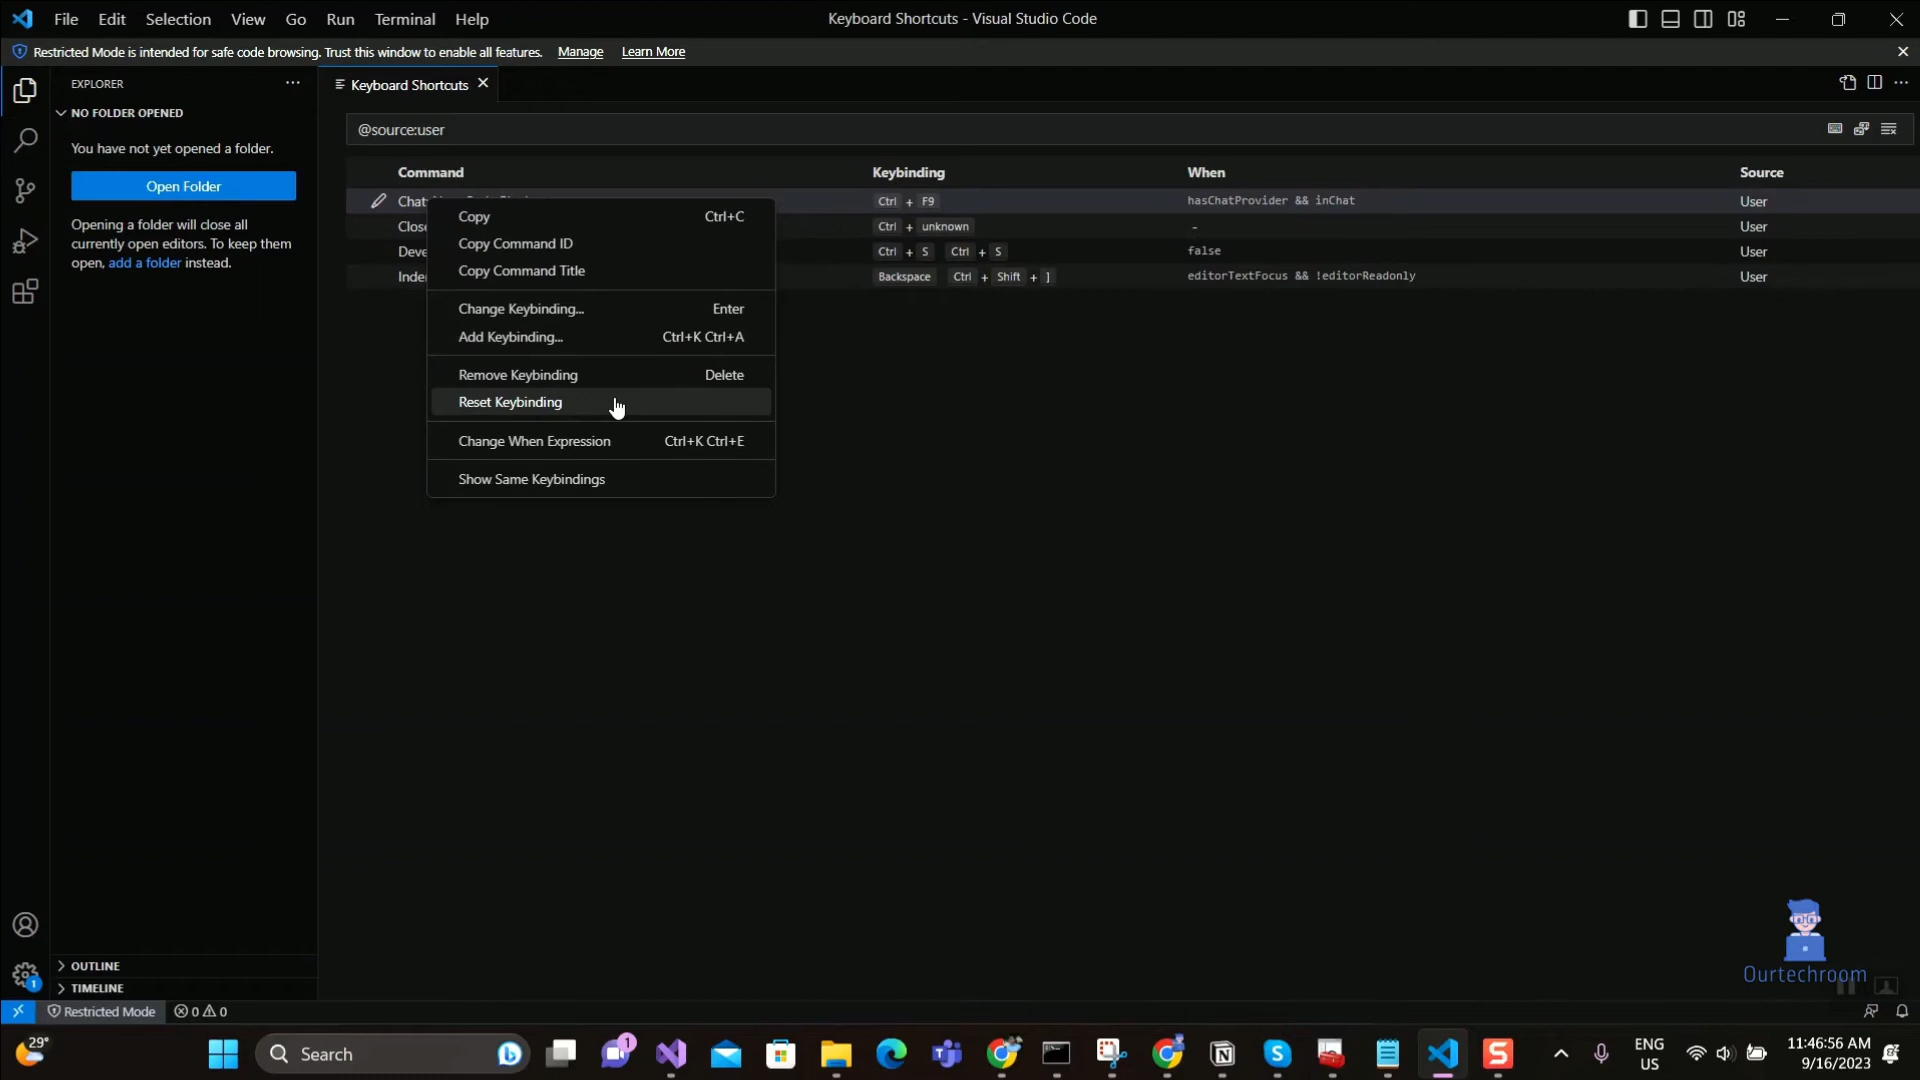 File Edit Selection View Go Run Terminal Help
Keyboard Shortcuts - Visual Studio Code
Restricted Mode is intended for safe code browsing. Trust this window to enable all features. Manage Learn More
EXPLORER
Keyboard Shortcuts
NO FOLDER OPENED
You have not yet opened a folder.
Open Folder
Opening a folder will close all
currently open editors. To keep them
open, add a folder instead.
@source:user
Command Keybinding When Source
Ctrl + F9 hasChatProvider && inChat User
Ctrl + unknown - User
Ctrl + S Ctrl + S false User
Backspace Ctrl + Shift + ] editorTextFocus && !editorReadonly User
Copy Ctrl+C
Copy Command ID
Copy Command Title
Change Keybinding... Enter
Add Keybinding... Ctrl+K Ctrl+A
Remove Keybinding Delete
Reset Keybinding
Change When Expression Ctrl+K Ctrl+E
Show Same Keybindings
Ourtechroom
OUTLINE
TIMELINE
1
Restricted Mode 0 0
29°
Search
1
ENG
US
11:46:56 AM
9/16/2023